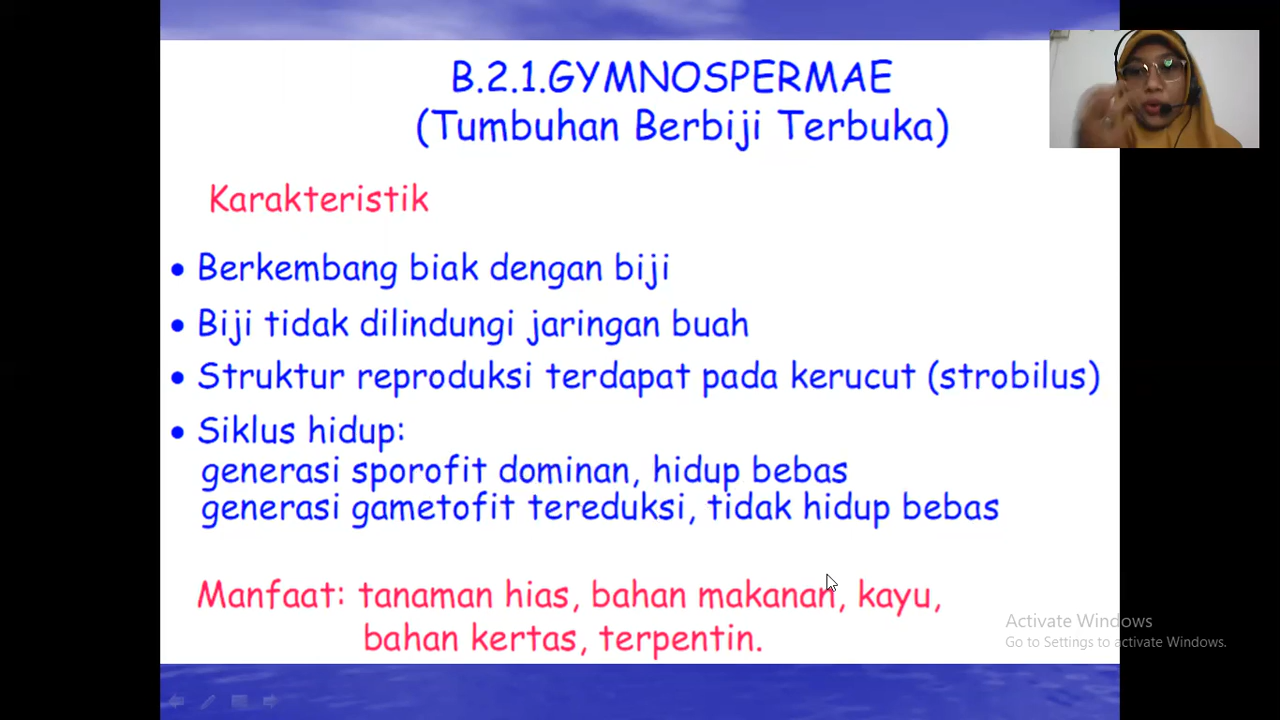 B.2.1.GYMNOSPERMAE
(Tumbuhan Berbiji Terbuka)
Karakteristik
• Berkembang biak dengan biji
• Biji tidak dilindungi jaringan buah
• Struktur reproduksi terdapat pada kerucut (strobilus)
• Siklus hidup:
generasi sporofit dominan, hidup bebas
generasi gametofit tereduksi, tidak hidup bebas
Manfaat: tanaman hias, bahan makanan, kayu,
bahan kertas, terpentin.
Activate Windows
Go to Settings to activate Windows.